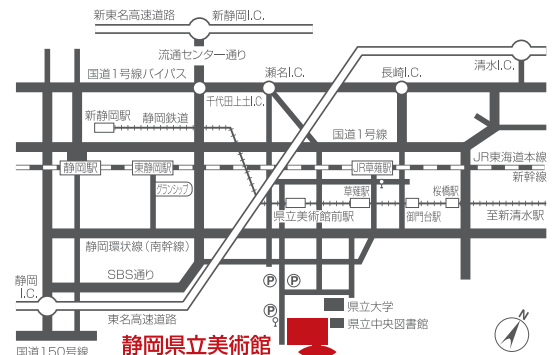 新東名高速道路
新静岡I.C.
流通センター通り
清水I.C.
国道1号線バイパス
瀬名I.C.
長崎I.C.
千代田上土I.C.
新静岡駅
静岡鉄道
国道1号線
JR東海道本線
新幹線
静岡駅
東静岡駅
JR草薙駅
グランシップ
県立美術館前駅
草薙駅
御門台駅
桜橋駅
至新清水駅
静岡環状線(南幹線)
SBS通り
静岡
I.C.
P
P
P
東名高速道路
国道150号線
静岡県立美術館
県立大学
県立中央図書館
N